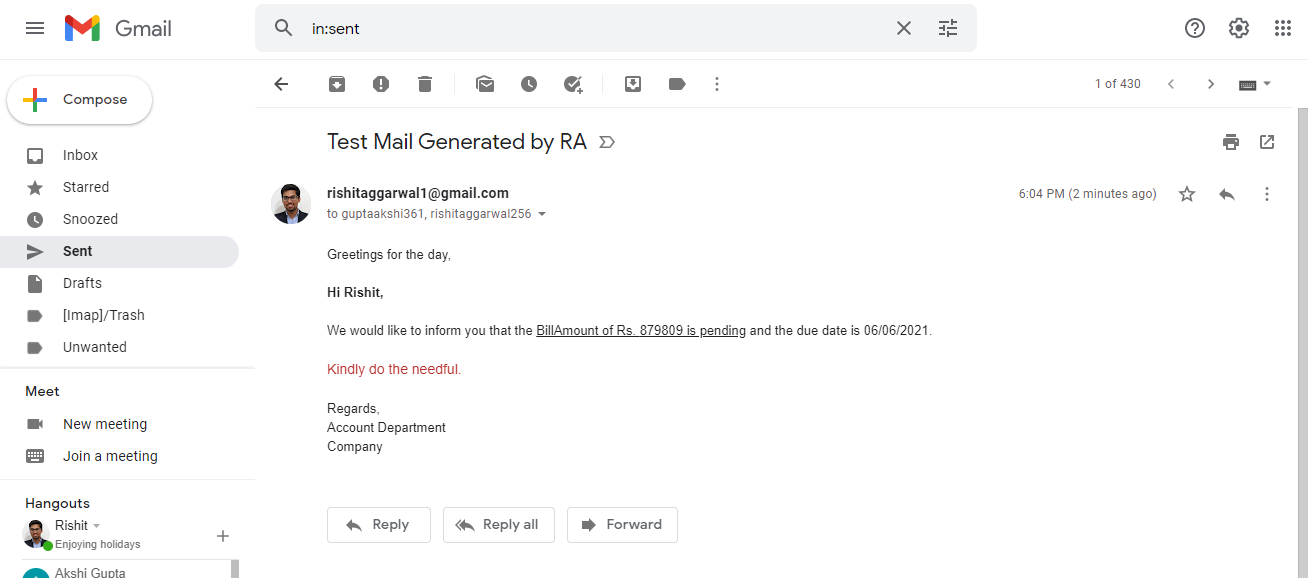 Gmail
in:sent
Compose
1 of 430
Inbox
Starred
Snoozed
Sent
Drafts
[Imap]/Trash
Unwanted
Meet
New meeting
Join a meeting
Hangouts
Rishit
Enjoying holidays
Akshi Gupta
Test Mail Generated by RA
rishitaggarwal1@gmail.com
6:04 PM (2 minutes ago)
to guptaakshi361, rishitaggarwal256
Greetings for the day,
Hi Rishit,
We would like to inform you that the BillAmount of Rs. 879809 is pending and the due date is 06/06/2021.
Kindly do the needful.
Regards,
Account Department
Company
Reply
Reply all
Forward